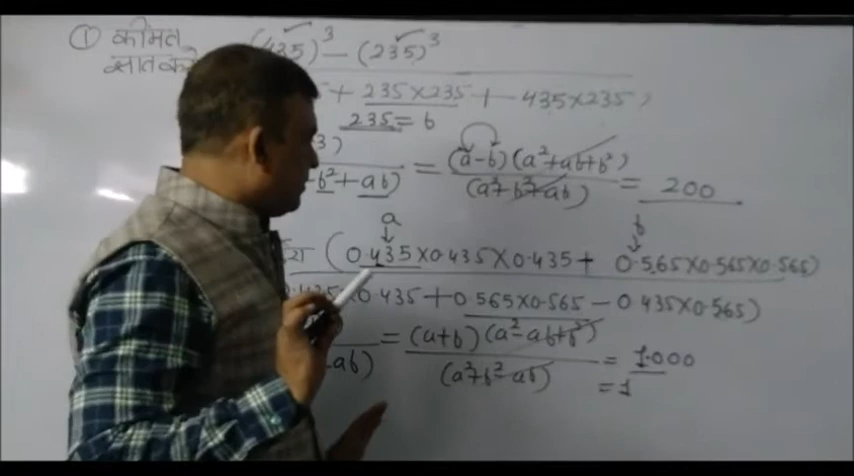 ① कीमत (435)³ − (235)³
ज्ञात करो
+ 235×235 + − 435×235)
235 = b
3)
+ b² + ab) = (a−b)(a²+ab+b²) / (a²+b²+ab) = 200
a b
(0.435×0.435×0.435 + 0.565×0.565×0.565)
×0.435 + 0.565×0.565 − 0.435×0.565)
= (a+b)(a²−ab+b²) = 1.000
ab) (a²+b²−ab) = 1